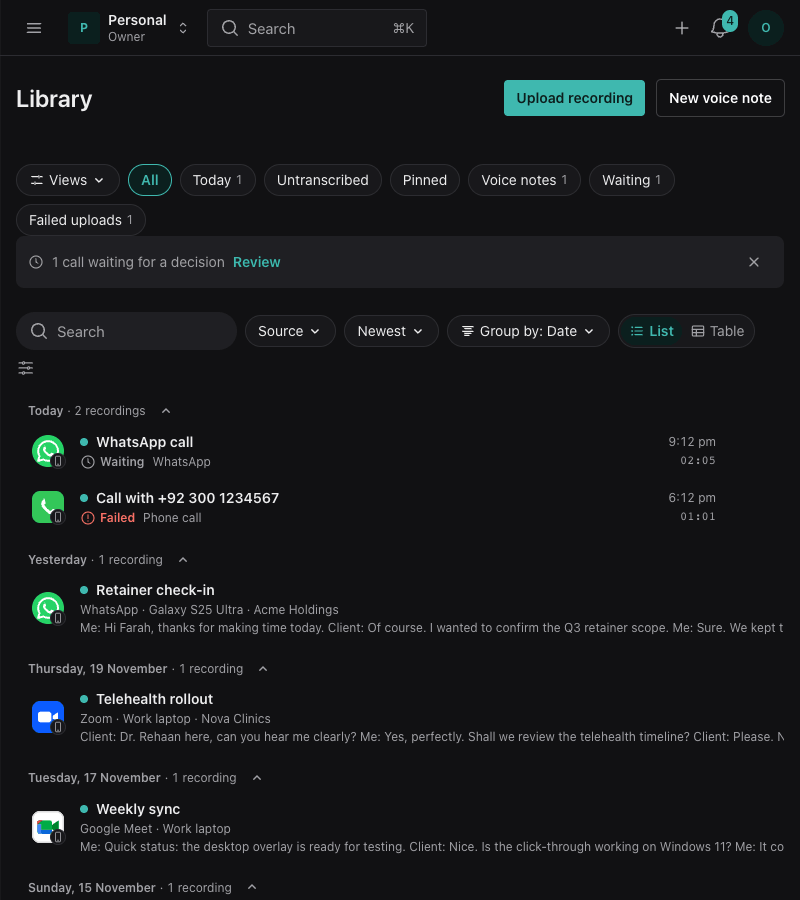 P Personal
Owner
Search ⌘K
4
O
Library
Upload recording
New voice note
Views
All
Today 1
Untranscribed
Pinned
Voice notes 1
Waiting 1
Failed uploads 1
1 call waiting for a decision Review
Search
Source
Newest
Group by: Date
List
Table
Today · 2 recordings
WhatsApp call 9:12 pm
Waiting WhatsApp 02:05
Call with +92 300 1234567 6:12 pm
Failed Phone call 01:01
Yesterday · 1 recording
Retainer check-in
WhatsApp · Galaxy S25 Ultra · Acme Holdings
Me: Hi Farah, thanks for making time today. Client: Of course. I wanted to confirm the Q3 retainer scope. Me: Sure. We kept t
Thursday, 19 November · 1 recording
Telehealth rollout
Zoom · Work laptop · Nova Clinics
Client: Dr. Rehaan here, can you hear me clearly? Me: Yes, perfectly. Shall we review the telehealth timeline? Client: Please. N
Tuesday, 17 November · 1 recording
Weekly sync
Google Meet · Work laptop
Me: Quick status: the desktop overlay is ready for testing. Client: Nice. Is the click-through working on Windows 11? Me: It co
Sunday, 15 November · 1 recording